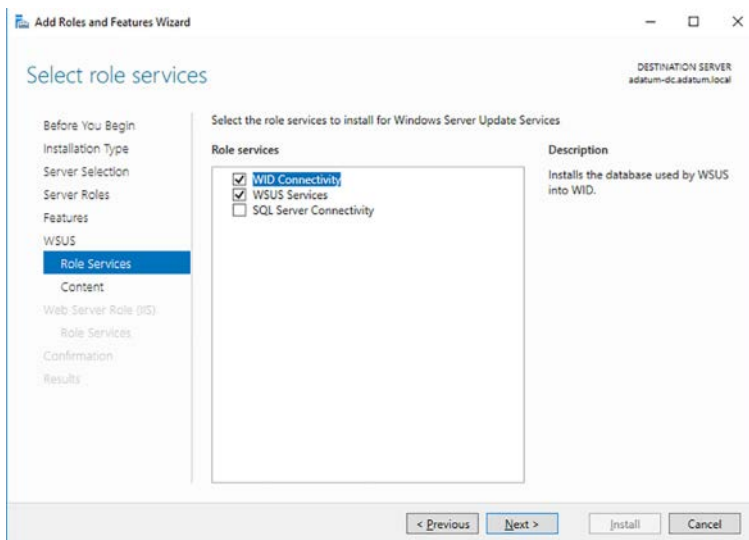 Add Roles and Features Wizard
Select role services
DESTINATION SERVER
adatum-dc.adatum.local
Before You Begin
Installation Type
Server Selection
Server Roles
Features
WSUS
Role Services
Content
Web Server Role (IIS)
Role Services
Confirmation
Results
Select the role services to install for Windows Server Update Services
Role services
WID Connectivity
WSUS Services
SQL Server Connectivity
Description
Installs the database used by WSUS
into WID.
< Previous
Next >
Install
Cancel